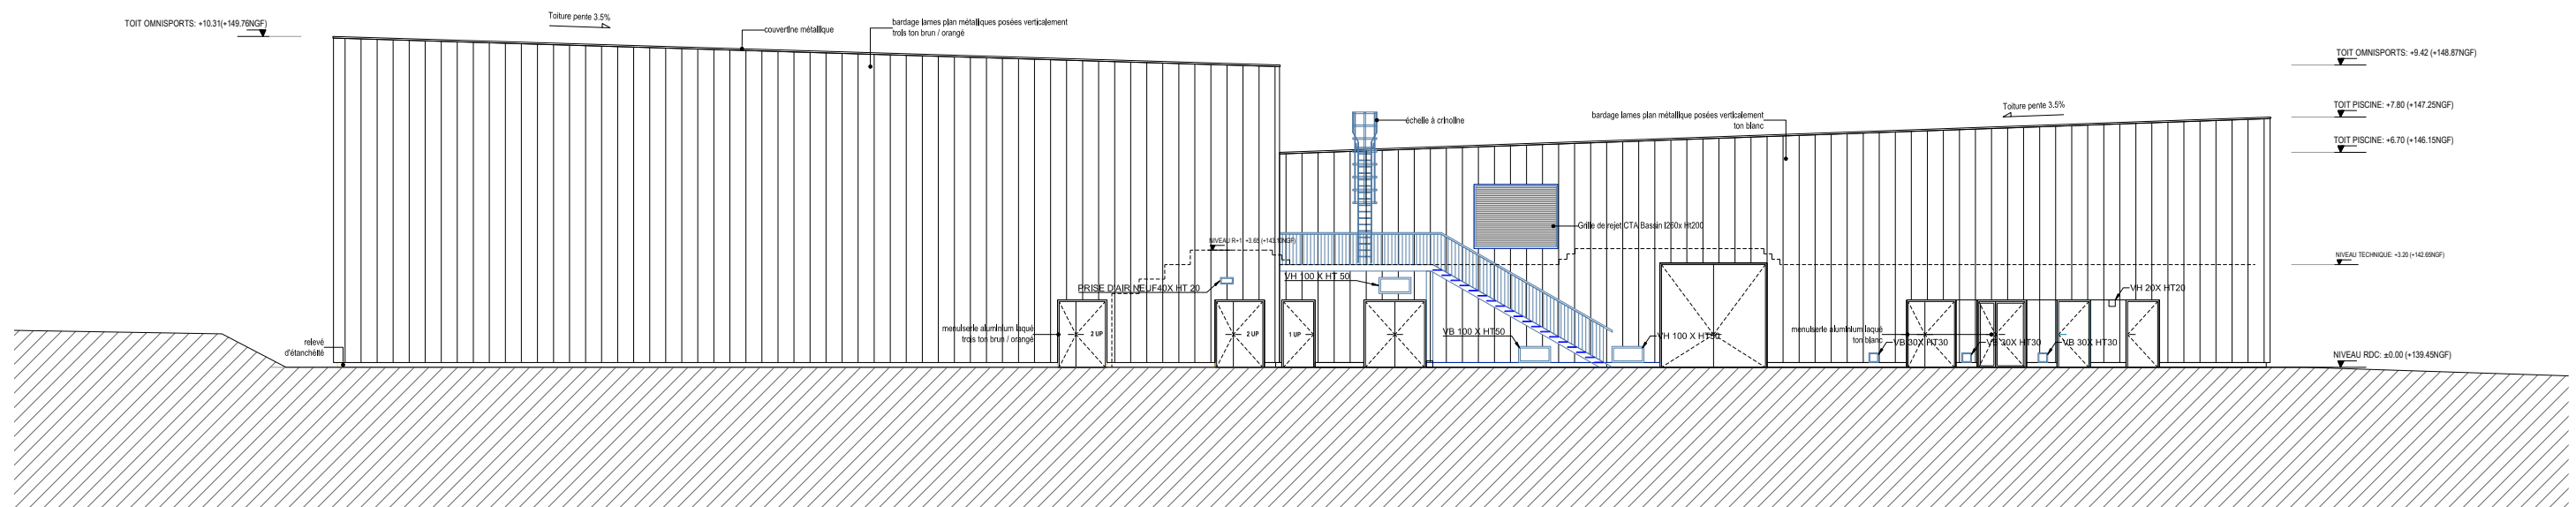 TOIT OMNISPORTS: +10.31(+149.76NGF)
Toiture pente 3.5%
couvertine métallique
bardage lames plan métalliques posées verticalement
trois ton brun / orangé
TOIT OMNISPORTS: +9.42 (+148.87NGF)
échelle à crinoline
bardage lames plan métallique posées verticalement
ton blanc
Toiture pente 3.5%
TOIT PISCINE: +7.80 (+147.25NGF)
TOIT PISCINE: +6.70 (+146.15NGF)
Grille de rejet CTA Bassin l260x Ht200
NIVEAU R+1: +3.65 (+143.10NGF)
NIVEAU TECHNIQUE: +3.20 (+142.65NGF)
VH 100 X HT 50
PRISE D'AIR NEUF40X HT 20
VH 20X HT20
menuiserie aluminium laqué
trois ton brun / orangé
2 UP
2 UP
1 UP
VB 100 X HT50
VH 100 X HT50
menuiserie aluminium laqué
ton blanc
VB 30X HT30
VB 30X HT30
VB 30X HT30
relevé
d'étanchéité
NIVEAU RDC: ±0.00 (+139.45NGF)